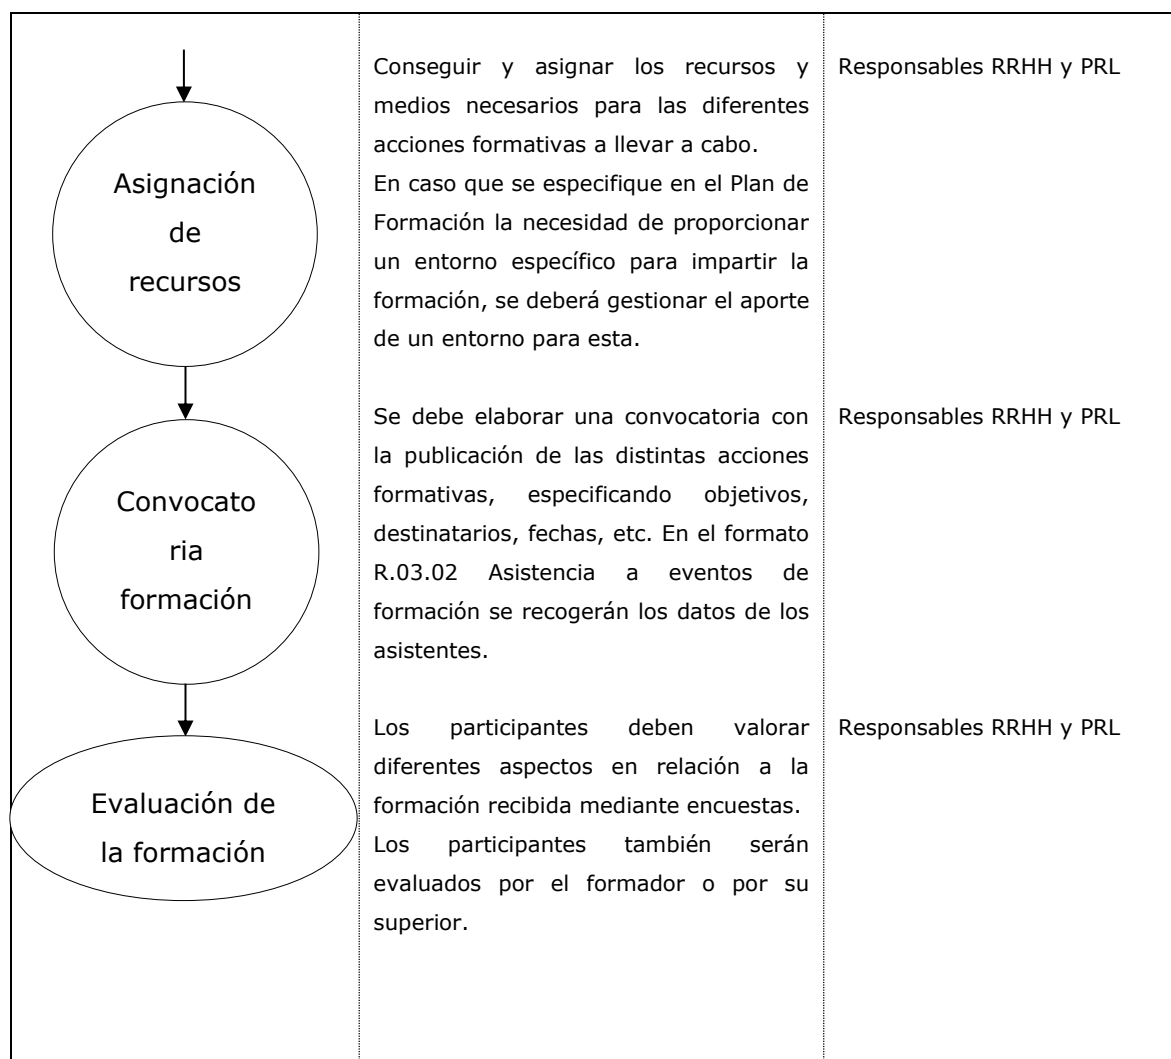 Asignación
de
recursos
Conseguir y asignar los recursos y
medios necesarios para las diferentes
acciones formativas a llevar a cabo.
En caso que se especifique en el Plan de
Formación la necesidad de proporcionar
un entorno específico para impartir la
formación, se deberá gestionar el aporte
de un entorno para esta.
Responsables RRHH y PRL
Convocato
ria
formación
Se debe elaborar una convocatoria con
la publicación de las distintas acciones
formativas, especificando objetivos,
destinatarios, fechas, etc. En el formato
R.03.02 Asistencia a eventos de
formación se recogerán los datos de los
asistentes.
Responsables RRHH y PRL
Evaluación de
la formación
Los participantes deben valorar
diferentes aspectos en relación a la
formación recibida mediante encuestas.
Los participantes también serán
evaluados por el formador o por su
superior.
Responsables RRHH y PRL